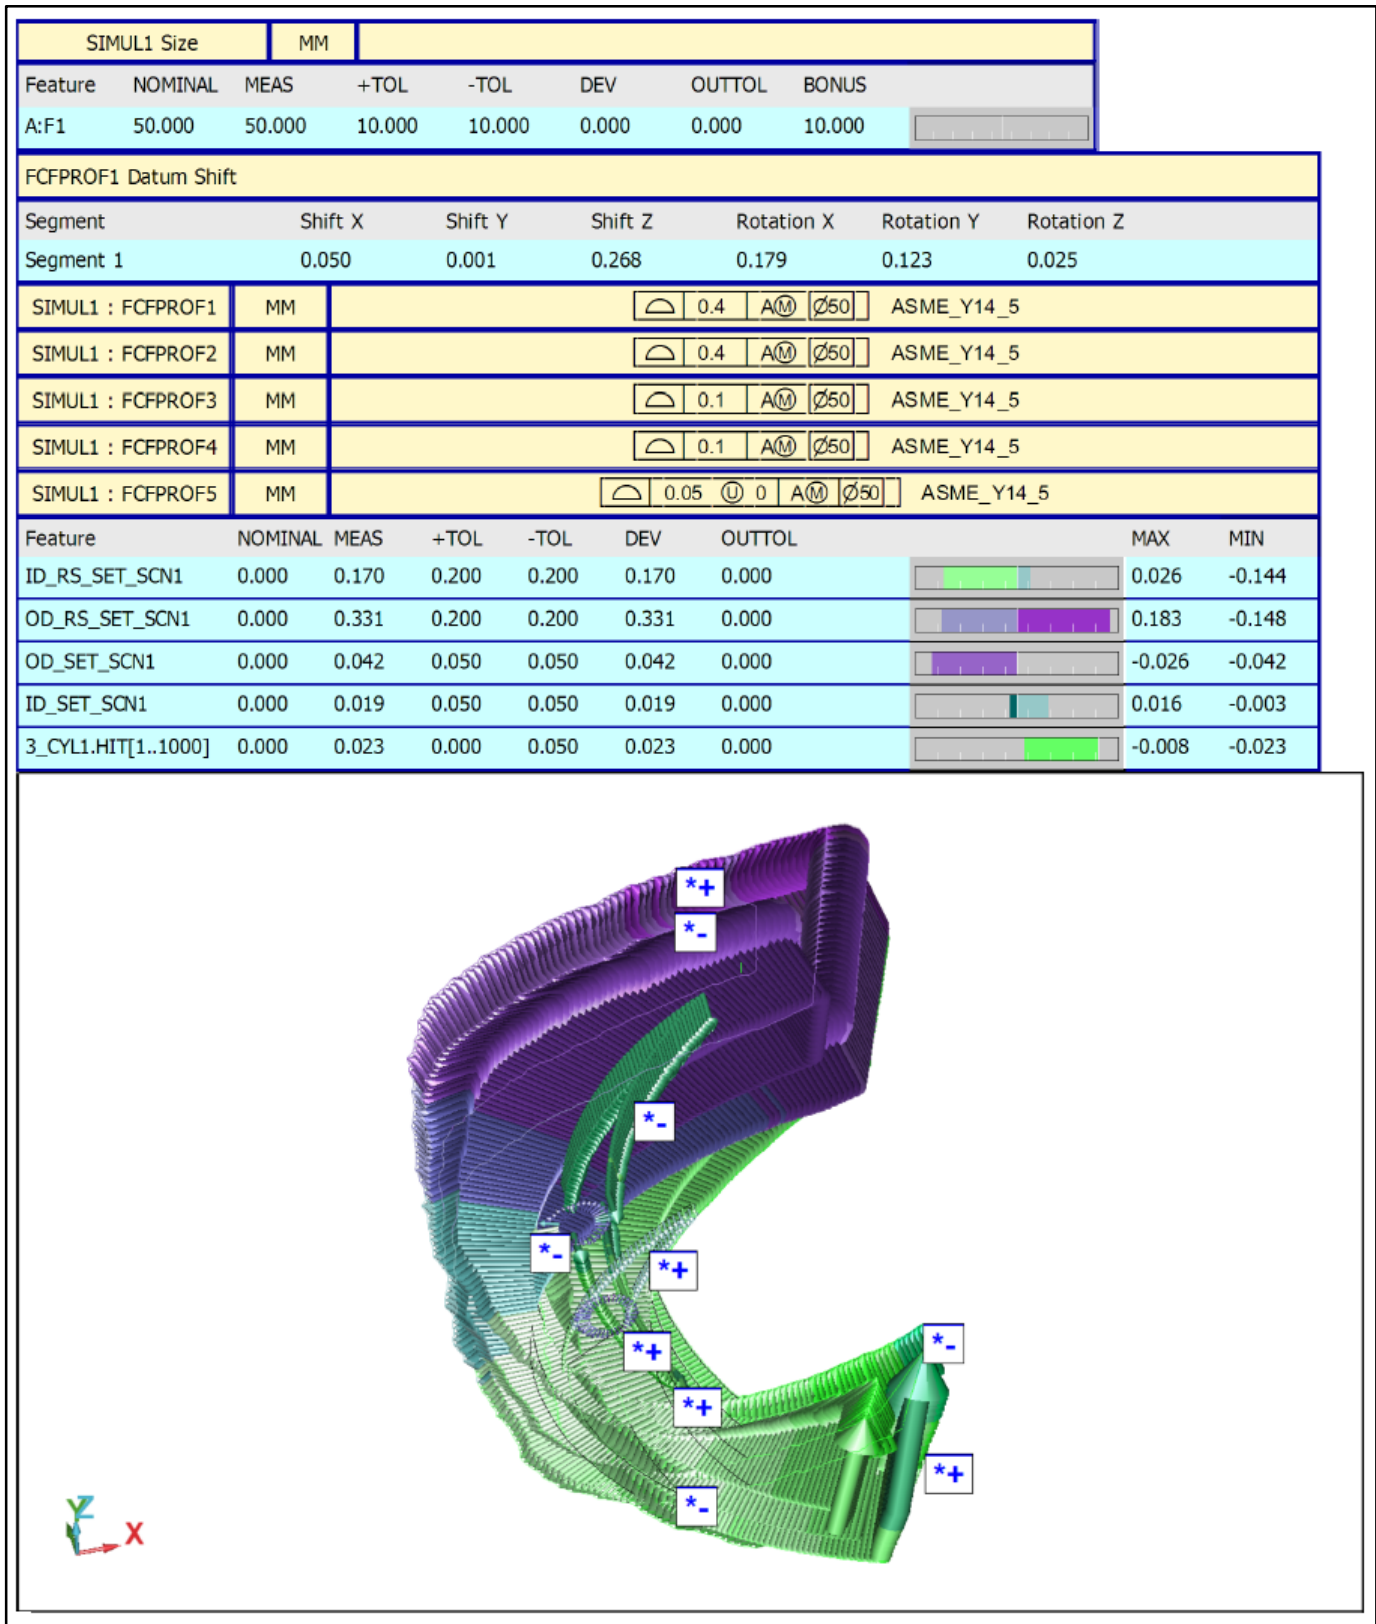 SIMUL1 Size MM
Feature NOMINAL MEAS +TOL -TOL DEV OUTTOL BONUS
A:F1 50.000 50.000 10.000 10.000 0.000 0.000 10.000
FCFPROF1 Datum Shift
Segment Shift X Shift Y Shift Z Rotation X Rotation Y Rotation Z
Segment 1 0.050 0.001 0.268 0.179 0.123 0.025
SIMUL1 : FCFPROF1 MM ⌓ 0.4 AⓂ [Ø50] ASME_Y14_5
SIMUL1 : FCFPROF2 MM ⌓ 0.4 AⓂ [Ø50] ASME_Y14_5
SIMUL1 : FCFPROF3 MM ⌓ 0.1 AⓂ [Ø50] ASME_Y14_5
SIMUL1 : FCFPROF4 MM ⌓ 0.1 AⓂ [Ø50] ASME_Y14_5
SIMUL1 : FCFPROF5 MM ⌓ 0.05 Ⓤ 0 AⓂ [Ø50] ASME_Y14_5
Feature NOMINAL MEAS +TOL -TOL DEV OUTTOL MAX MIN
ID_RS_SET_SCN1 0.000 0.170 0.200 0.200 0.170 0.000 0.026 -0.144
OD_RS_SET_SCN1 0.000 0.331 0.200 0.200 0.331 0.000 0.183 -0.148
OD_SET_SCN1 0.000 0.042 0.050 0.050 0.042 0.000 -0.026 -0.042
ID_SET_SCN1 0.000 0.019 0.050 0.050 0.019 0.000 0.016 -0.003
3_CYL1.HIT[1..1000] 0.000 0.023 0.000 0.050 0.023 0.000 -0.008 -0.023
*+
*-
*-
*-
*+
*-
*+
*+
*+
*-
Y Z X